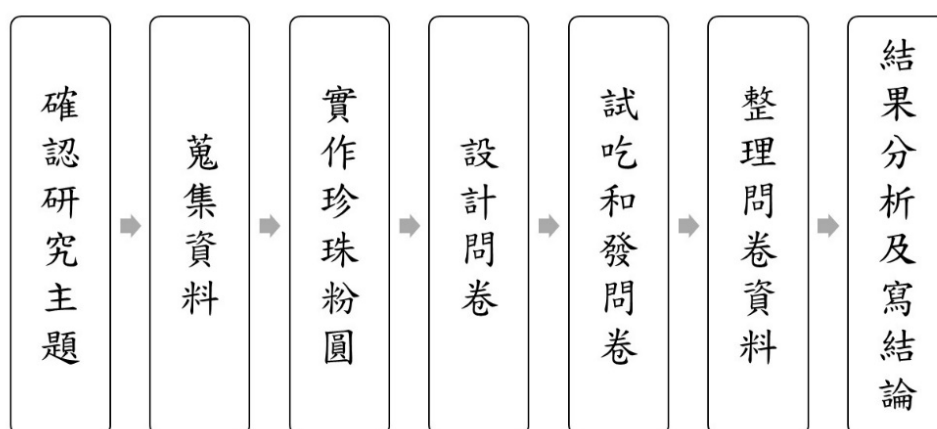 確認研究主題
蒐集資料
實作珍珠粉圓
設計問卷
試吃和發問卷
整理問卷資料
結果分析及寫結論